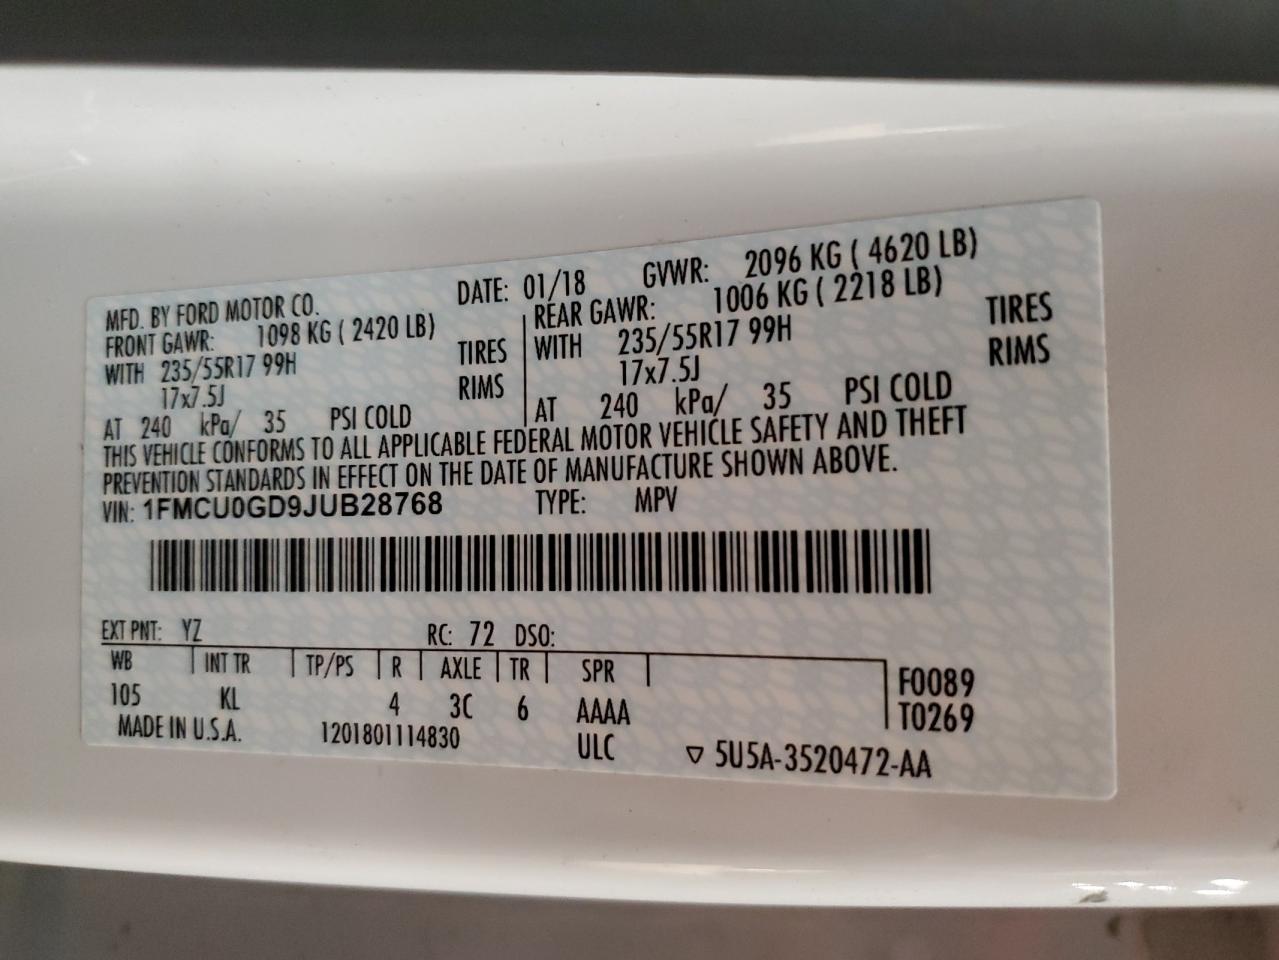 MFD. BY FORD MOTOR CO. DATE: 01/18 GVWR: 2096 KG ( 4620 LB)
FRONT GAWR: 1098 KG ( 2420 LB) REAR GAWR: 1006 KG ( 2218 LB)
WITH 235/55R17 99H TIRES WITH 235/55R17 99H TIRES
17x7.5J RIMS 17x7.5J RIMS
AT 240 kPa/ 35 PSI COLD AT 240 kPa/ 35 PSI COLD
THIS VEHICLE CONFORMS TO ALL APPLICABLE FEDERAL MOTOR VEHICLE SAFETY AND THEFT
PREVENTION STANDARDS IN EFFECT ON THE DATE OF MANUFACTURE SHOWN ABOVE.
VIN: 1FMCU0GD9JUB28768 TYPE: MPV
EXT PNT: YZ RC: 72 DSO:
WB INT TR TP/PS R AXLE TR SPR F0089
105 KL 4 3C 6 AAAA T0269
MADE IN U.S.A. 1201801114830 ULC ▽ 5U5A-3520472-AA